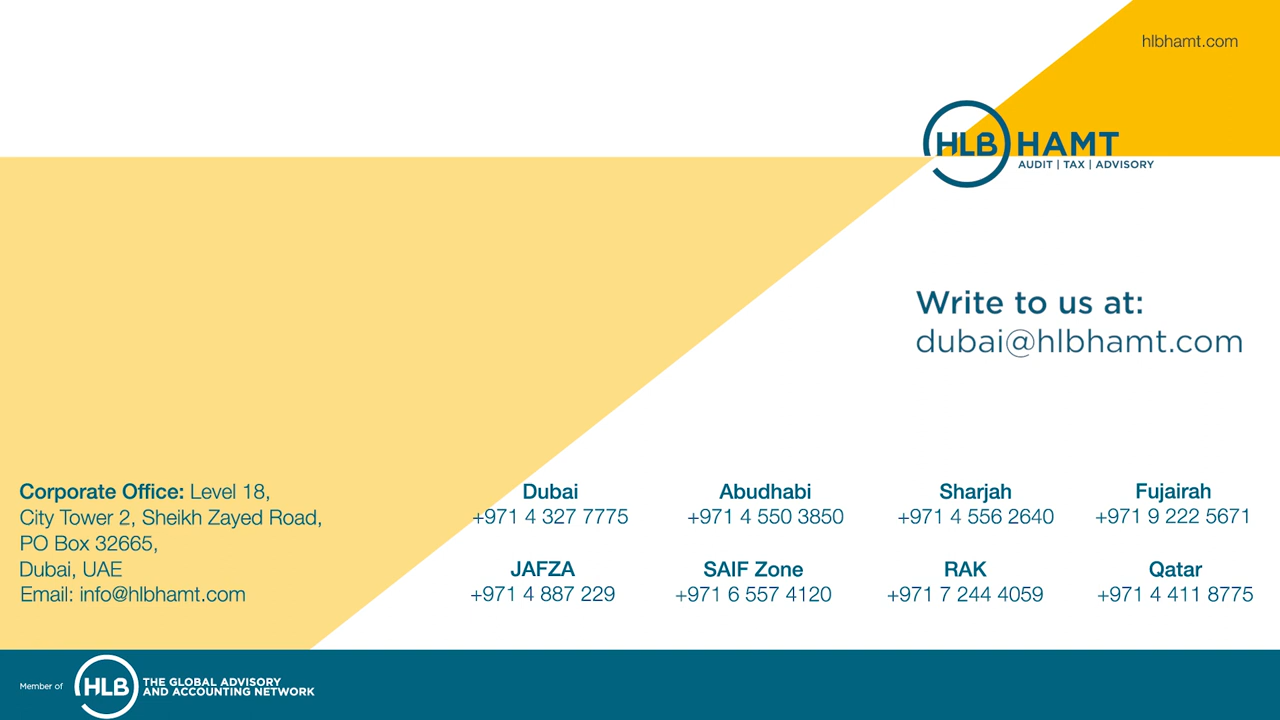 hlbhamt.com
HLB HAMT
AUDIT | TAX | ADVISORY
Write to us at:
dubai@hlbhamt.com
Corporate Office: Level 18,
City Tower 2, Sheikh Zayed Road,
PO Box 32665,
Dubai, UAE
Email: info@hlbhamt.com
Dubai
+971 4 327 7775
Abudhabi
+971 4 550 3850
Sharjah
+971 4 556 2640
Fujairah
+971 9 222 5671
JAFZA
+971 4 887 229
SAIF Zone
+971 6 557 4120
RAK
+971 7 244 4059
Qatar
+971 4 411 8775
Member of
HLB
THE GLOBAL ADVISORY
AND ACCOUNTING NETWORK